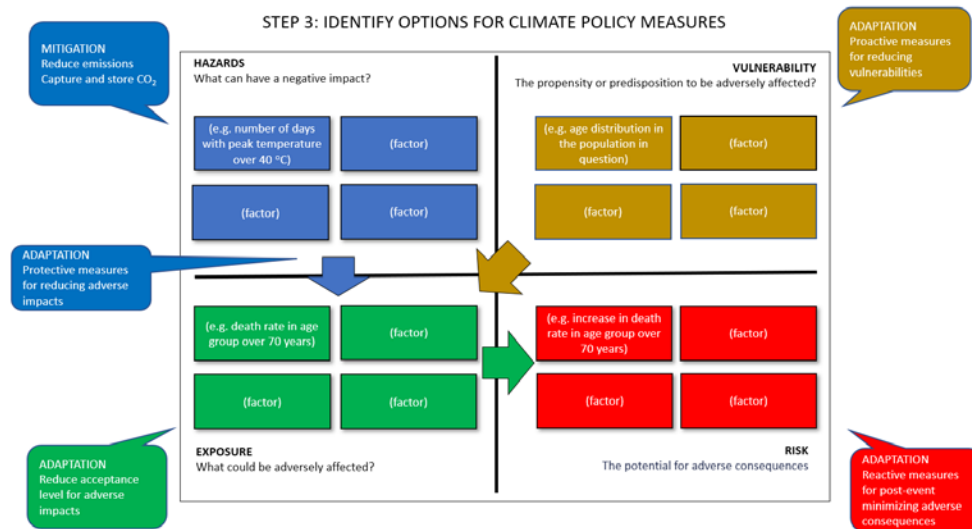 STEP 3: IDENTIFY OPTIONS FOR CLIMATE POLICY MEASURES
MITIGATION
Reduce emissions
Capture and store CO₂
HAZARDS
What can have a negative impact?
(e.g. number of days
with peak temperature
over 40 °C)
(factor)
(factor)
(factor)
VULNERABILITY
The propensity or predisposition to be adversely affected?
(e.g. age distribution in
the population in
question)
(factor)
(factor)
(factor)
ADAPTATION
Proactive measures
for reducing
vulnerabilities
ADAPTATION
Protective measures
for reducing adverse
impacts
(e.g. death rate in age
group over 70 years)
(factor)
(factor)
(factor)
EXPOSURE
What could be adversely affected?
(e.g. increase in death
rate in age group over
70 years)
(factor)
(factor)
(factor)
RISK
The potential for adverse consequences
ADAPTATION
Reduce acceptance
level for adverse
impacts
ADAPTATION
Reactive measures
for post-event
minimizing adverse
consequences